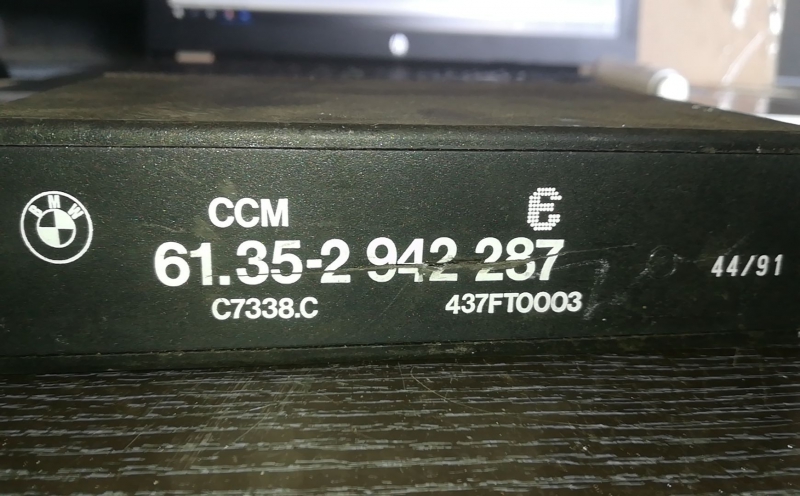 BMW
CCM
Є
61.35-2 942 287
C7338.C
437FT0003
44/91